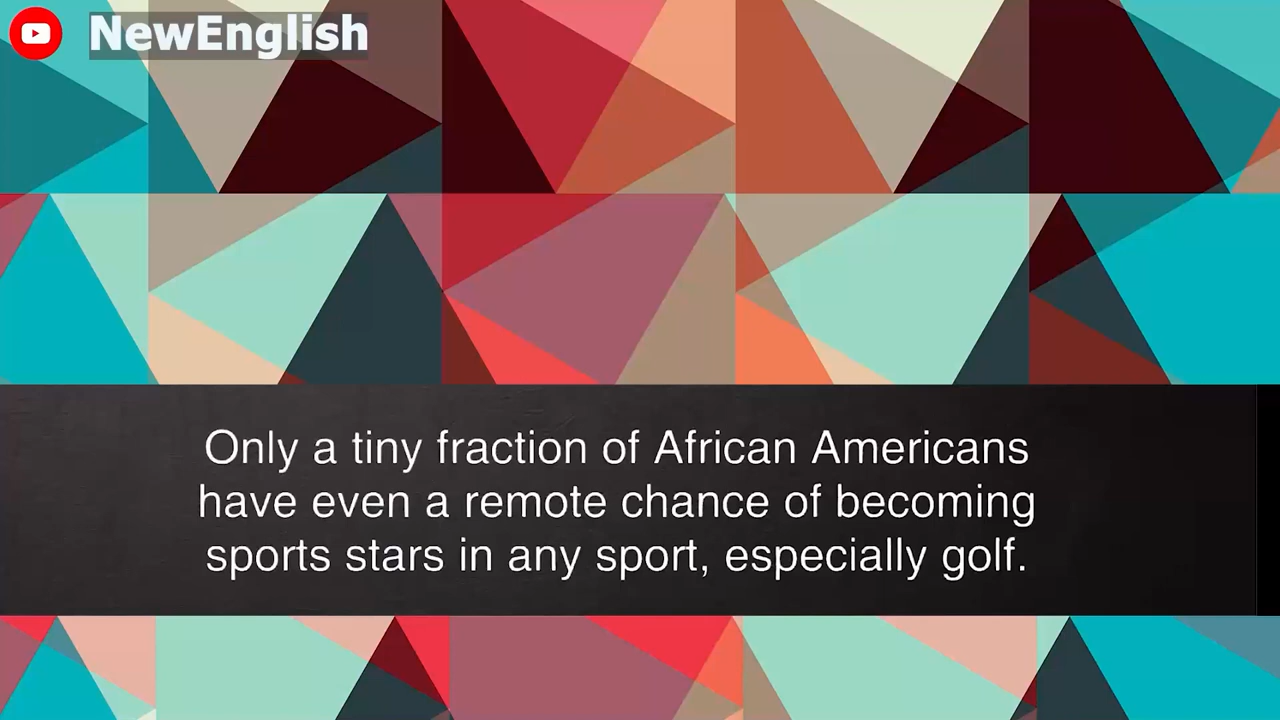 NewEnglish
Only a tiny fraction of African Americans
have even a remote chance of becoming
sports stars in any sport, especially golf.